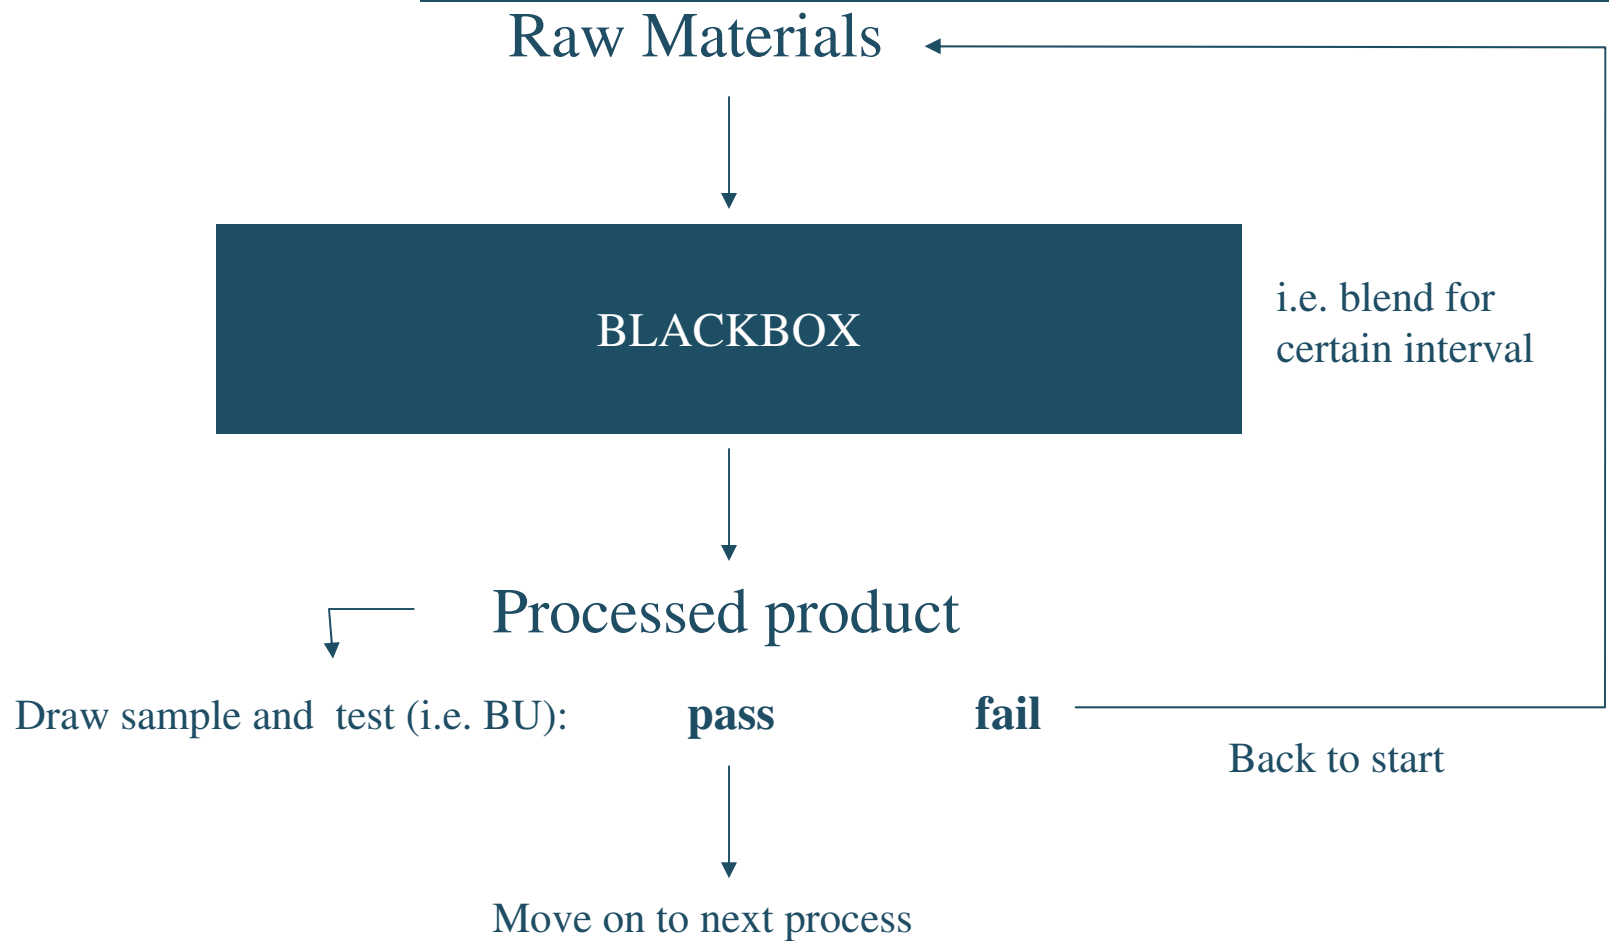 Raw Materials
BLACKBOX
i.e. blend for
certain interval
Processed product
Draw sample and  test (i.e. BU):
pass
fail
Back to start
Move on to next process